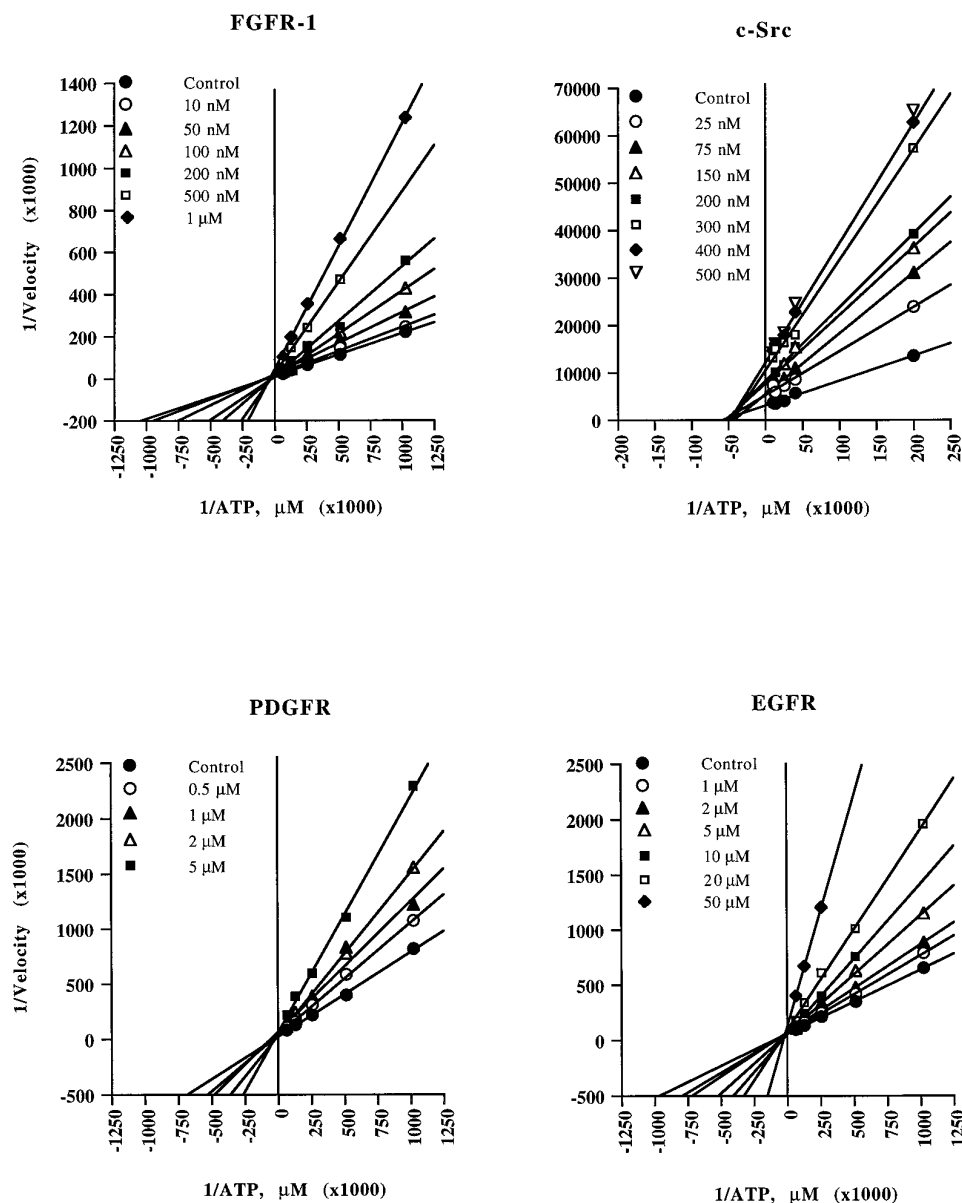 FGFR-1
1400
1200
1000
800
600
400
200
0
-200
Control
10 nM
50 nM
100 nM
200 nM
500 nM
1 μM
1/Velocity (x1000)
-1250
-1000
-750
-500
-250
0
250
500
750
1000
1250
1/ATP, μM (x1000)
c-Src
70000
60000
50000
40000
30000
20000
10000
0
Control
25 nM
75 nM
150 nM
200 nM
300 nM
400 nM
500 nM
-200
-150
-100
-50
0
50
100
150
200
250
1/ATP, μM (x1000)
PDGFR
2500
2000
1500
1000
500
0
-500
Control
0.5 μM
1 μM
2 μM
5 μM
1/Velocity (x1000)
-1250
-1000
-750
-500
-250
0
250
500
750
1000
1250
1/ATP, μM (x1000)
EGFR
2500
2000
1500
1000
500
0
-500
Control
1 μM
2 μM
5 μM
10 μM
20 μM
50 μM
-1250
-1000
-750
-500
-250
0
250
500
750
1000
1250
1/ATP, μM (x1000)